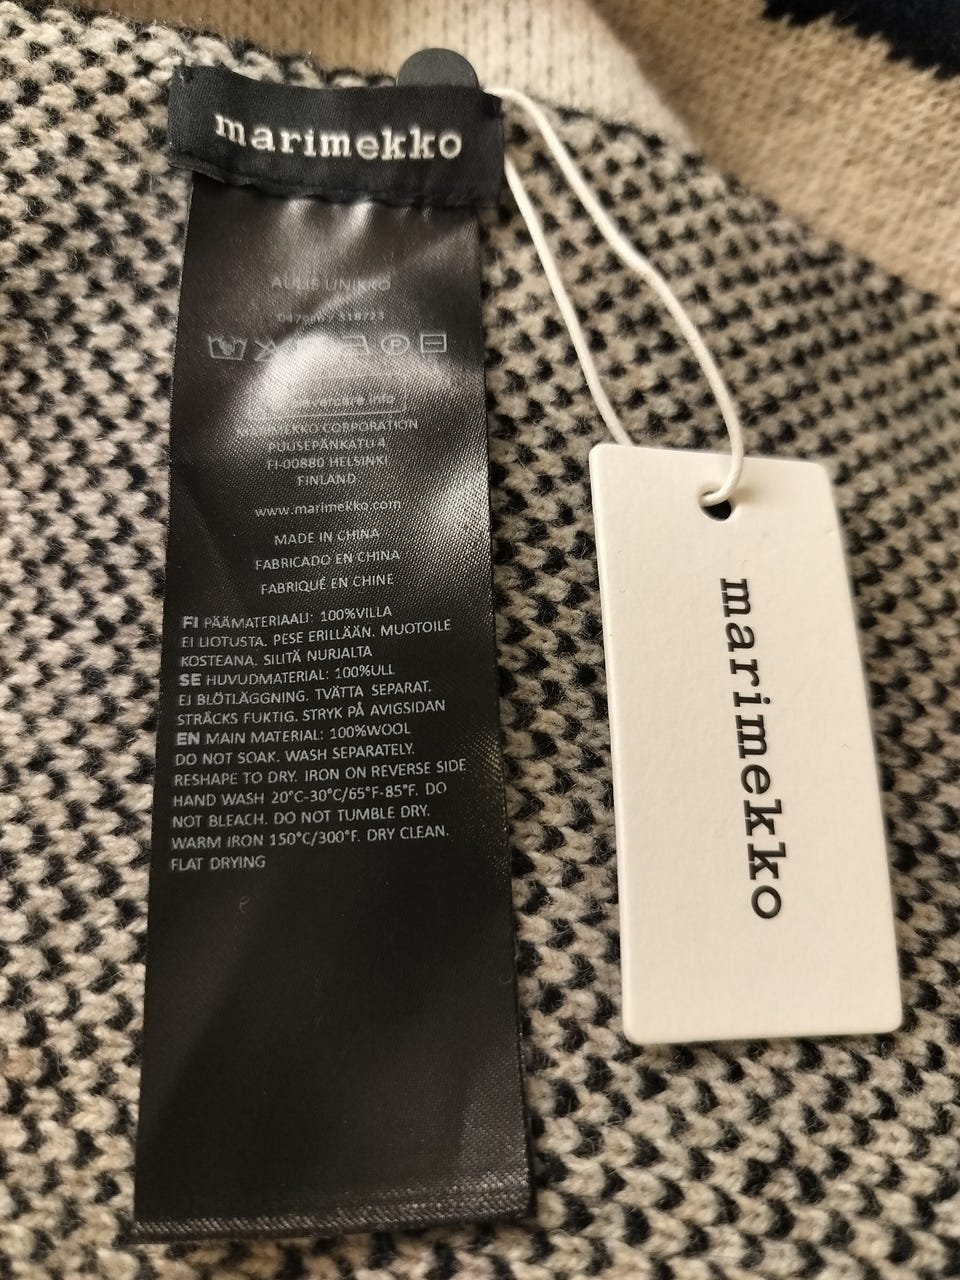 marimekko
AULIS UNIKKO
MARIMEKKO CORPORATION
PUUSEPÄNKATU 4
FI-00880 HELSINKI
FINLAND
www.marimekko.com
MADE IN CHINA
FABRICADO EN CHINA
FABRIQUÉ EN CHINE
FI PÄÄMATERIAALI: 100%VILLA
EI LIOTUSTA. PESE ERILLÄÄN. MUOTOILE
KOSTEANA. SILITÄ NURJALTA
SE HUVUDMATERIAL: 100%ULL
EJ BLÖTLÄGGNING. TVÄTTA SEPARAT.
STRÄCKS FUKTIG. STRYK PÅ AVIGSIDAN
EN MAIN MATERIAL: 100%WOOL
DO NOT SOAK. WASH SEPARATELY.
RESHAPE TO DRY. IRON ON REVERSE SIDE
HAND WASH 20°C-30°C/65°F-85°F. DO
NOT BLEACH. DO NOT TUMBLE DRY.
WARM IRON 150°C/300°F. DRY CLEAN.
FLAT DRYING
marimekko